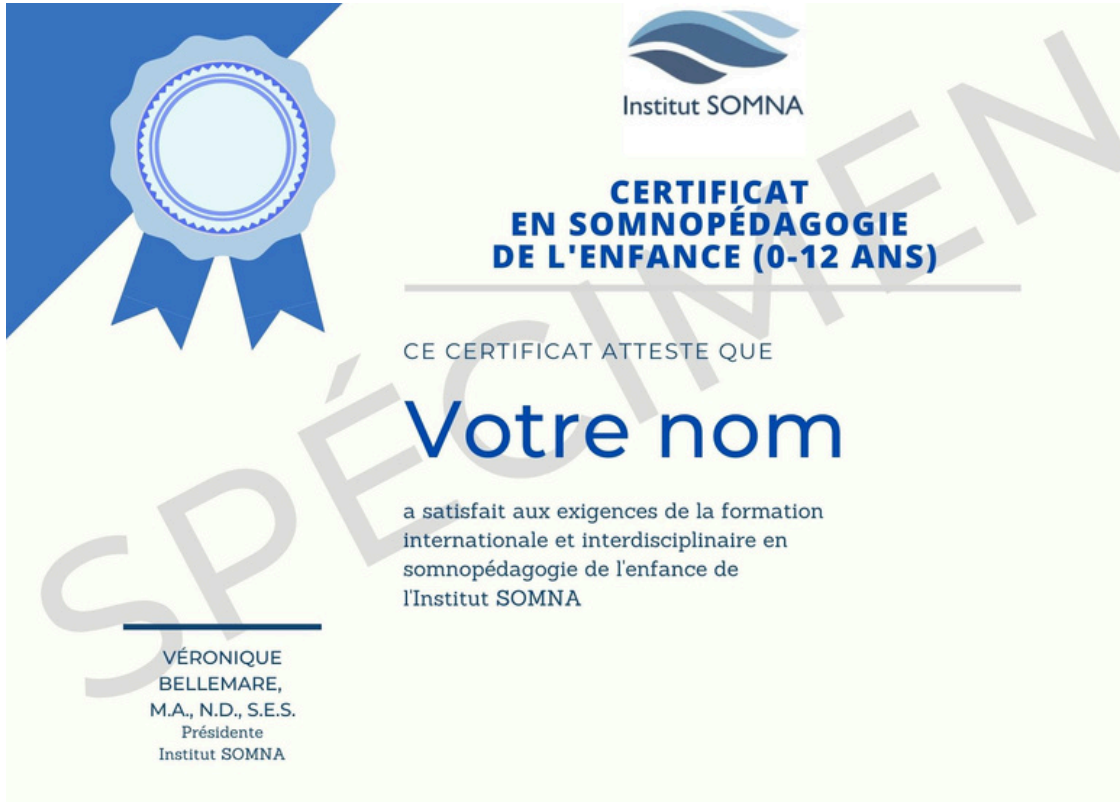 Institut SOMNA
CERTIFICAT
EN SOMNOPÉDAGOGIE
DE L'ENFANCE (0-12 ANS)
CE CERTIFICAT ATTESTE QUE
Votre nom
a satisfait aux exigences de la formation
internationale et interdisciplinaire en
somnopédagogie de l'enfance de
l'Institut SOMNA
VÉRONIQUE
BELLEMARE,
M.A., N.D., S.E.S.
Présidente
Institut SOMNA
SPÉCIMEN